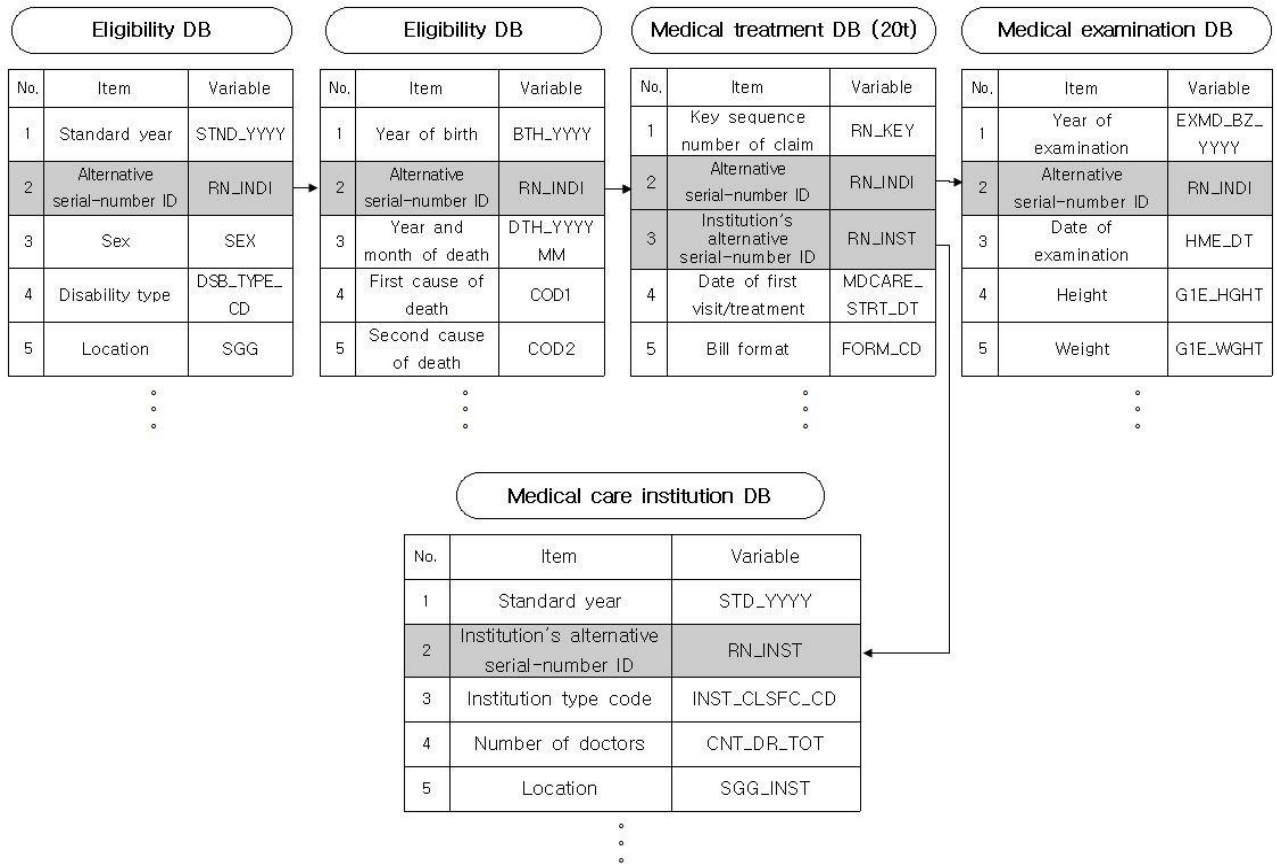 Eligibility DB
No. Item Variable
1 Standard year STND_YYYY
2 Alternative serial-number ID RN_INDI
3 Sex SEX
4 Disability type DSB_TYPE_CD
5 Location SGG
Eligibility DB
No. Item Variable
1 Year of birth BTH_YYYY
2 Alternative serial-number ID RN_INDI
3 Year and month of death DTH_YYYYMM
4 First cause of death COD1
5 Second cause of death COD2
Medical treatment DB (20t)
No. Item Variable
1 Key sequence number of claim RN_KEY
2 Alternative serial-number ID RN_INDI
3 Institution's alternative serial-number ID RN_INST
4 Date of first visit/treatment MDCARE_STRT_DT
5 Bill format FORM_CD
Medical examination DB
No. Item Variable
1 Year of examination EXMD_BZ_YYYY
2 Alternative serial-number ID RN_INDI
3 Date of examination HME_DT
4 Height G1E_HGHT
5 Weight G1E_WGHT
Medical care institution DB
No. Item Variable
1 Standard year STD_YYYY
2 Institution's alternative serial-number ID RN_INST
3 Institution type code INST_CLSFC_CD
4 Number of doctors CNT_DR_TOT
5 Location SGG_INST